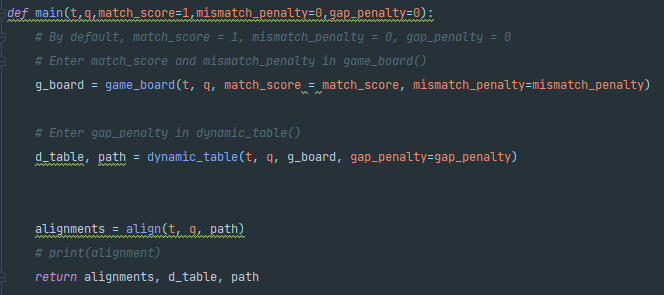 def main(t,q,match_score=1,mismatch_penalty=0,gap_penalty=0):
# By default, match_score = 1, mismatch_penalty = 0, gap_penalty = 0
# Enter match_score and mismatch_penalty in game_board()
g_board = game_board(t, q, match_score = match_score, mismatch_penalty=mismatch_penalty)
# Enter gap_penalty in dynamic_table()
d_table, path = dynamic_table(t, q, g_board, gap_penalty=gap_penalty)
alignments = align(t, q, path)
# print(alignment)
return alignments, d_table, path